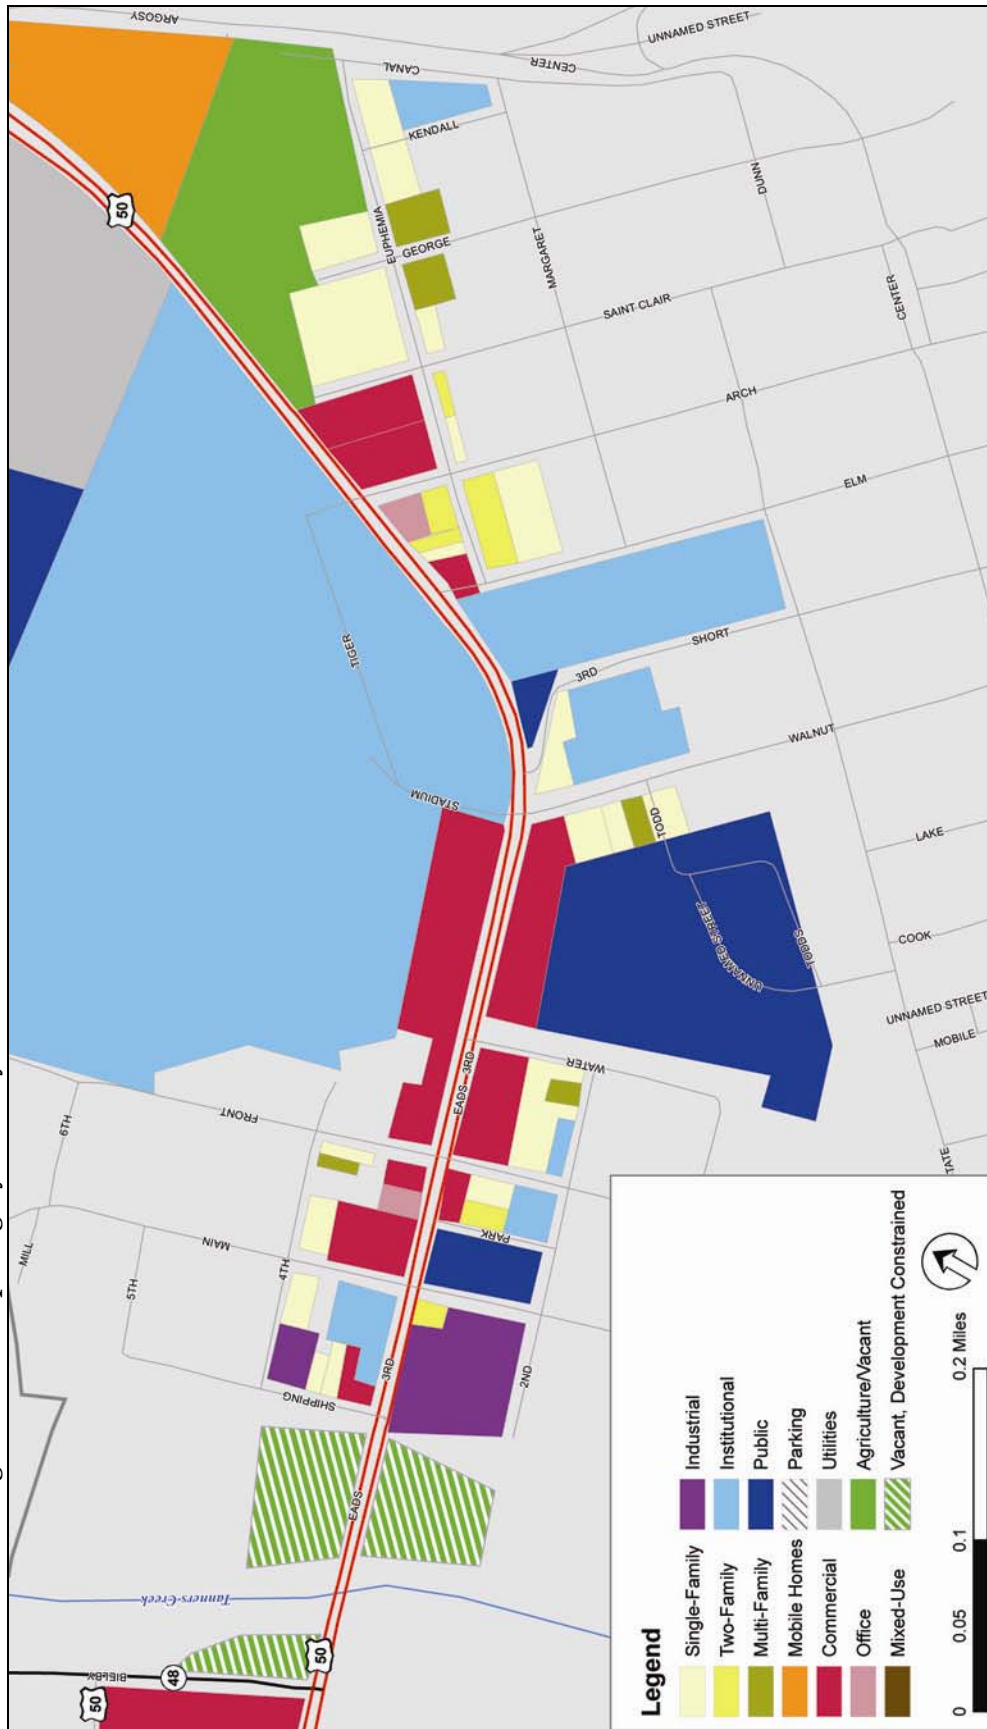 ARGOSY
UNNAMED STREET
CENTER
CANAL
KENDALL
50
EUPHEMIA
GEORGE
MARGARET
DUNN
SAINT CLAIR
CENTER
ARCH
ELM
TIGER
3RD
SHORT
WALNUT
STADIUM
TODD
LAKE
UNNAMED STREET
TODDS
COOK
UNNAMED STREET
MOBILE
TATE
WATER
EADS
3RD
FRONT
6TH
MILL
MAIN
5TH
4TH
PARK
SHIPPING
3RD
2ND
EADS
Tanners Creek
BIELBY
48
50
50
Legend
Single-Family
Two-Family
Multi-Family
Mobile Homes
Commercial
Office
Mixed-Use
Industrial
Institutional
Public
Parking
Utilities
Agriculture/Vacant
Vacant, Development Constrained
0 0.05 0.1 0.2 Miles